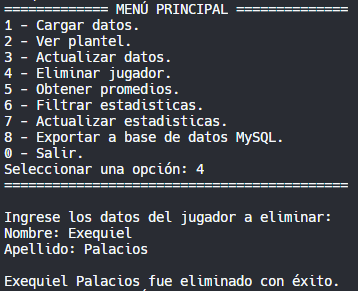 ============= MENÚ PRINCIPAL ==============
1 - Cargar datos.
2 - Ver plantel.
3 - Actualizar datos.
4 - Eliminar jugador.
5 - Obtener promedios.
6 - Filtrar estadisticas.
7 - Actualizar estadisticas.
8 - Exportar a base de datos MySQL.
0 - Salir.
Seleccionar una opción: 4
===========================================
Ingrese los datos del jugador a eliminar:
Nombre: Exequiel
Apellido: Palacios
Exequiel Palacios fue eliminado con éxito.